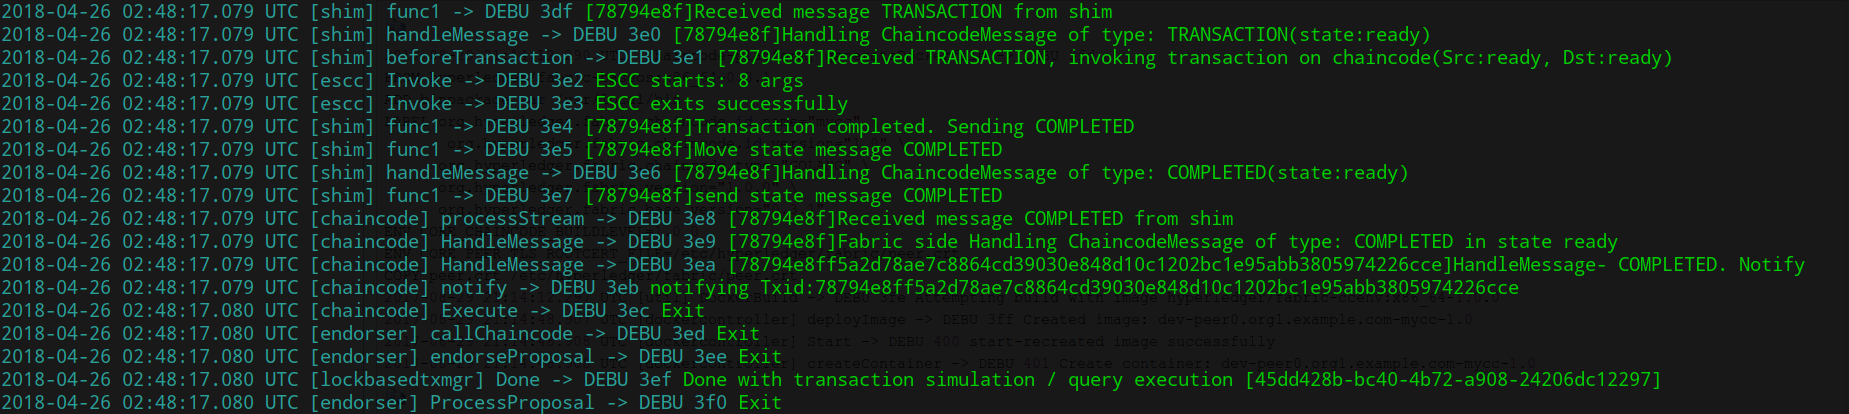 2018-04-26 02:48:17.079 UTC [shim] func1 -> DEBU 3df [78794e8f]Received message TRANSACTION from shim
2018-04-26 02:48:17.079 UTC [shim] handleMessage -> DEBU 3e0 [78794e8f]Handling ChaincodeMessage of type: TRANSACTION(state:ready)
2018-04-26 02:48:17.079 UTC [shim] beforeTransaction -> DEBU 3e1 [78794e8f]Received TRANSACTION, invoking transaction on chaincode(Src:ready, Dst:ready)
2018-04-26 02:48:17.079 UTC [escc] Invoke -> DEBU 3e2 ESCC starts: 8 args
2018-04-26 02:48:17.079 UTC [escc] Invoke -> DEBU 3e3 ESCC exits successfully
2018-04-26 02:48:17.079 UTC [shim] func1 -> DEBU 3e4 [78794e8f]Transaction completed. Sending COMPLETED
2018-04-26 02:48:17.079 UTC [shim] func1 -> DEBU 3e5 [78794e8f]Move state message COMPLETED
2018-04-26 02:48:17.079 UTC [shim] handleMessage -> DEBU 3e6 [78794e8f]Handling ChaincodeMessage of type: COMPLETED(state:ready)
2018-04-26 02:48:17.079 UTC [shim] func1 -> DEBU 3e7 [78794e8f]send state message COMPLETED
2018-04-26 02:48:17.079 UTC [chaincode] processStream -> DEBU 3e8 [78794e8f]Received message COMPLETED from shim
2018-04-26 02:48:17.079 UTC [chaincode] HandleMessage -> DEBU 3e9 [78794e8f]Fabric side Handling ChaincodeMessage of type: COMPLETED in state ready
2018-04-26 02:48:17.079 UTC [chaincode] HandleMessage -> DEBU 3ea [78794e8ff5a2d78ae7c8864cd39030e848d10c1202bc1e95abb3805974226cce]HandleMessage- COMPLETED. Notify
2018-04-26 02:48:17.079 UTC [chaincode] notify -> DEBU 3eb notifying Txid:78794e8ff5a2d78ae7c8864cd39030e848d10c1202bc1e95abb3805974226cce
2018-04-26 02:48:17.080 UTC [chaincode] Execute -> DEBU 3ec Exit
2018-04-26 02:48:17.080 UTC [endorser] callChaincode -> DEBU 3ed Exit
2018-04-26 02:48:17.080 UTC [endorser] endorseProposal -> DEBU 3ee Exit
2018-04-26 02:48:17.080 UTC [lockbasedtxmgr] Done -> DEBU 3ef Done with transaction simulation / query execution [45dd428b-bc40-4b72-a908-24206dc12297]
2018-04-26 02:48:17.080 UTC [endorser] ProcessProposal -> DEBU 3f0 Exit